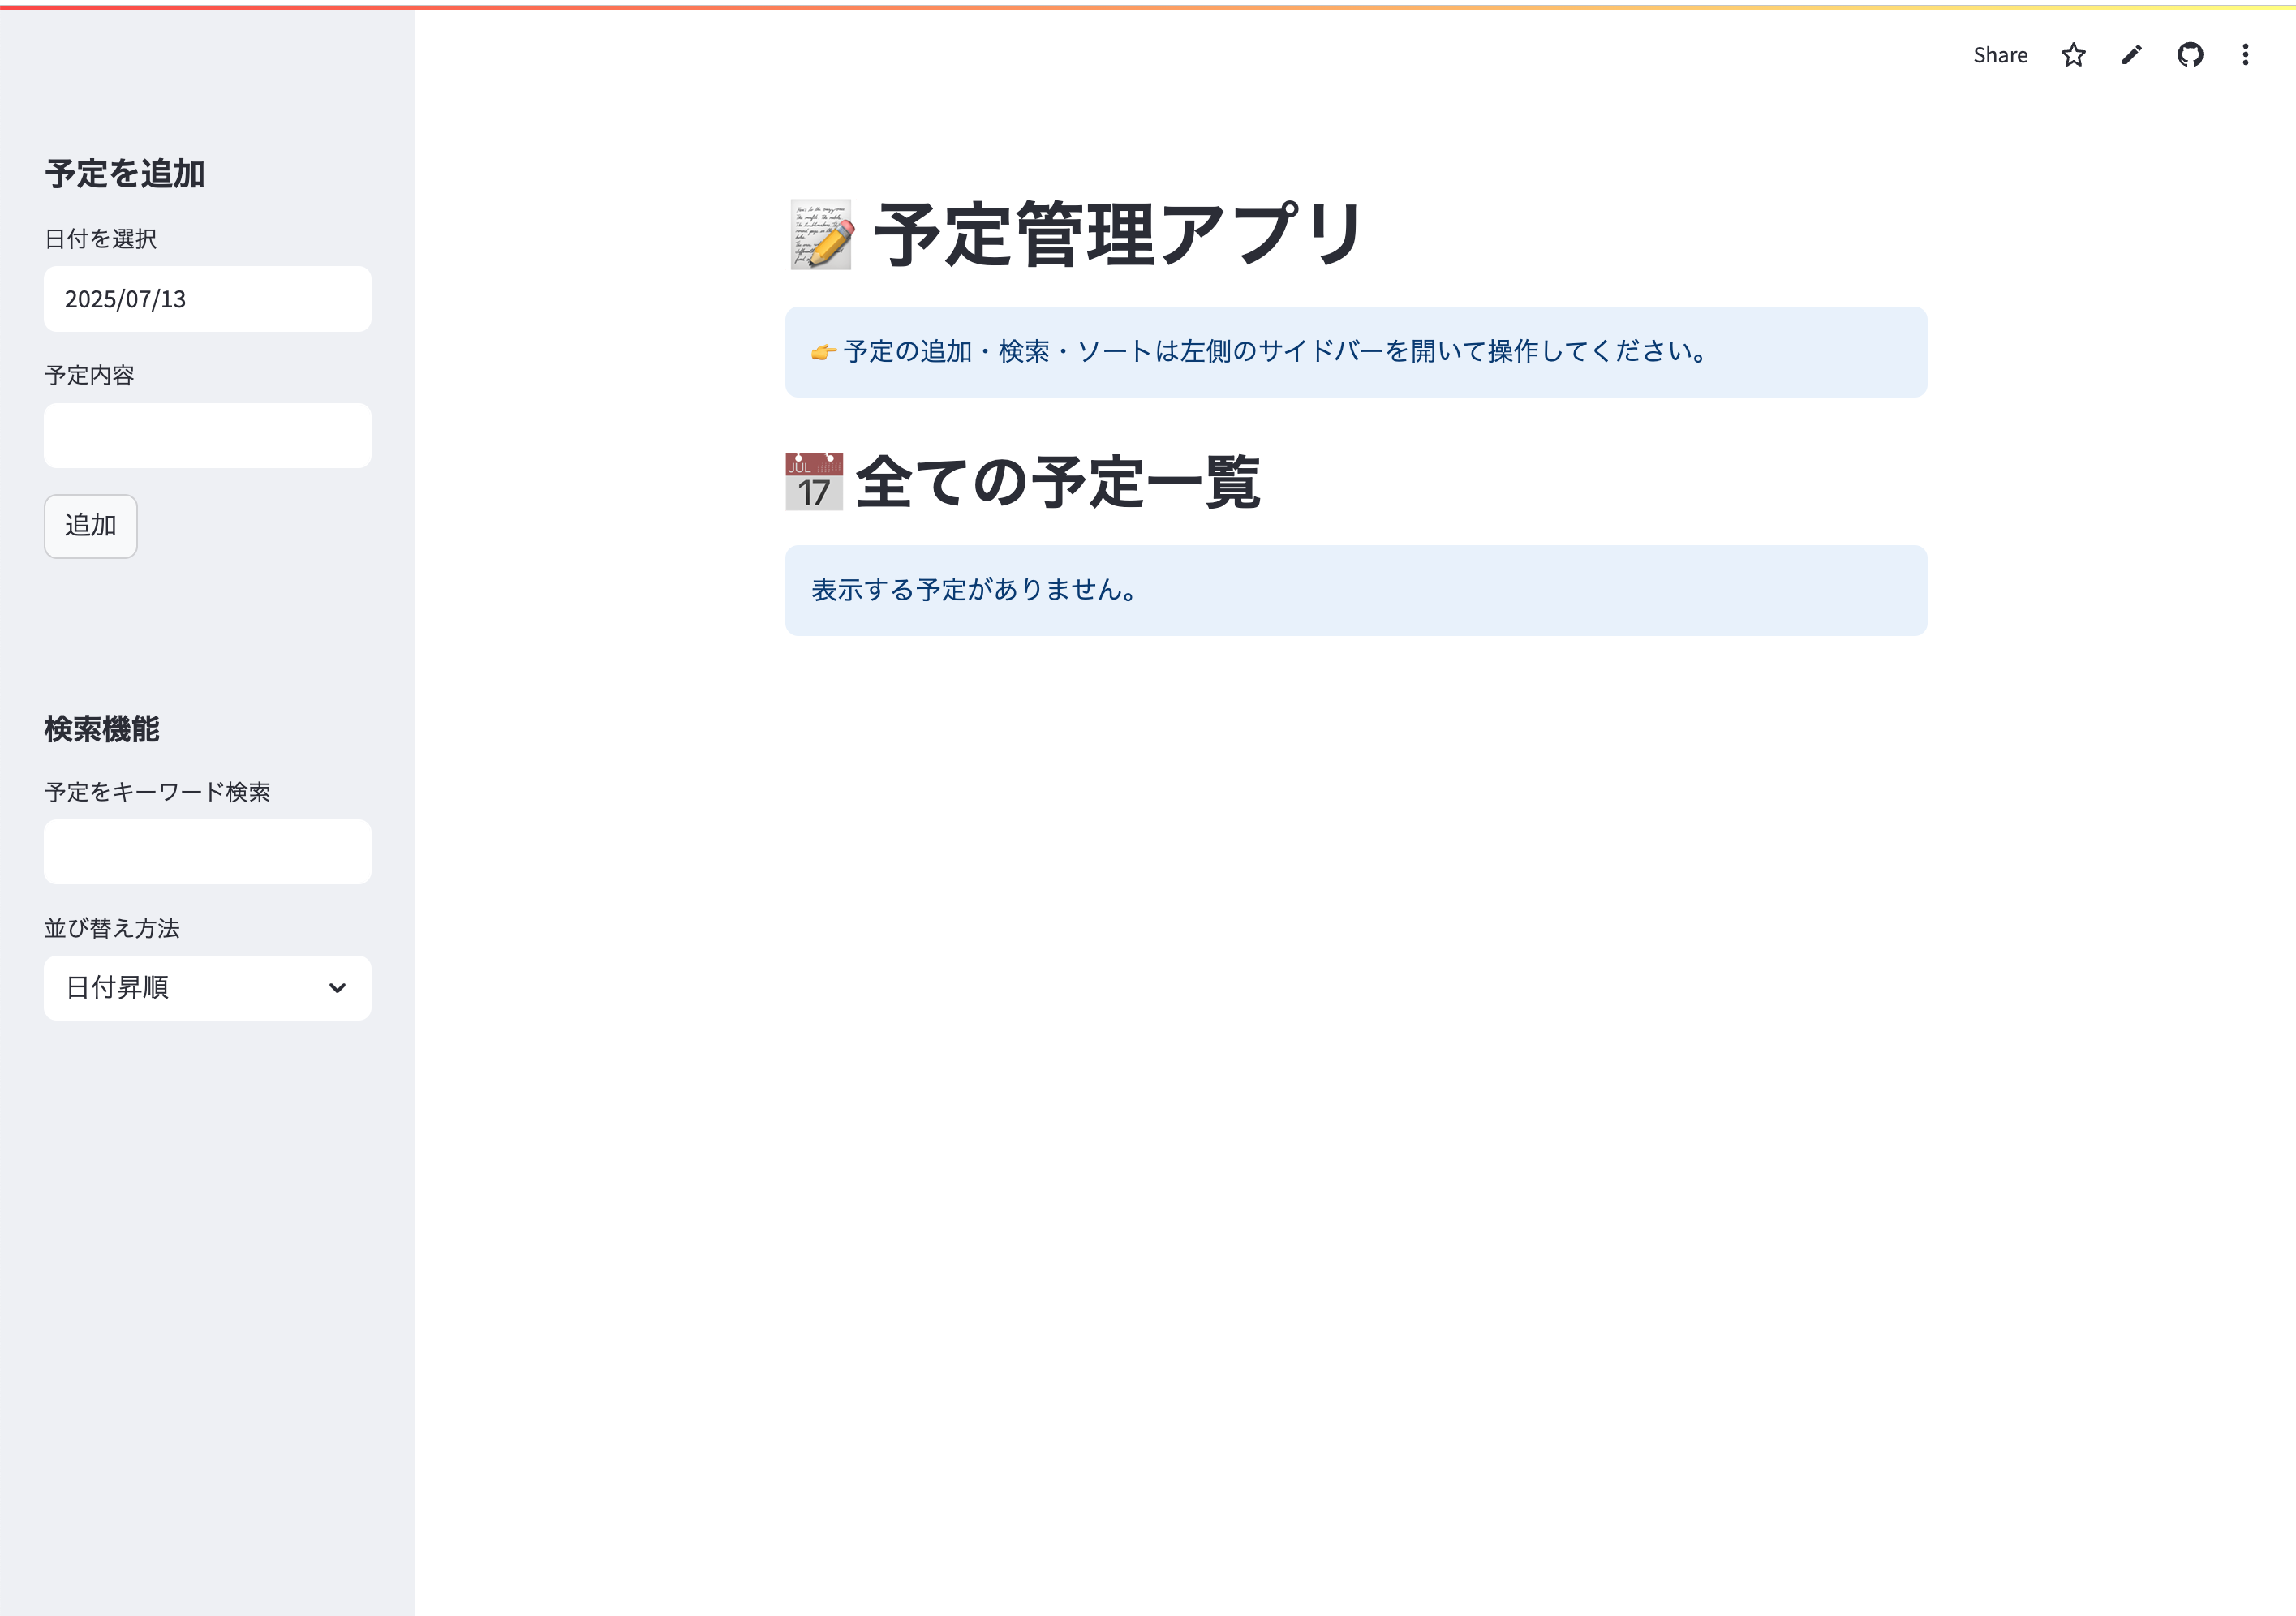 Share
予定を追加
日付を選択
2025/07/13
予定内容
追加
検索機能
予定をキーワード検索
並び替え方法
日付昇順
予定管理アプリ
👉 予定の追加・検索・ソートは左側のサイドバーを開いて操作してください。
JUL
17
全ての予定一覧
表示する予定がありません。